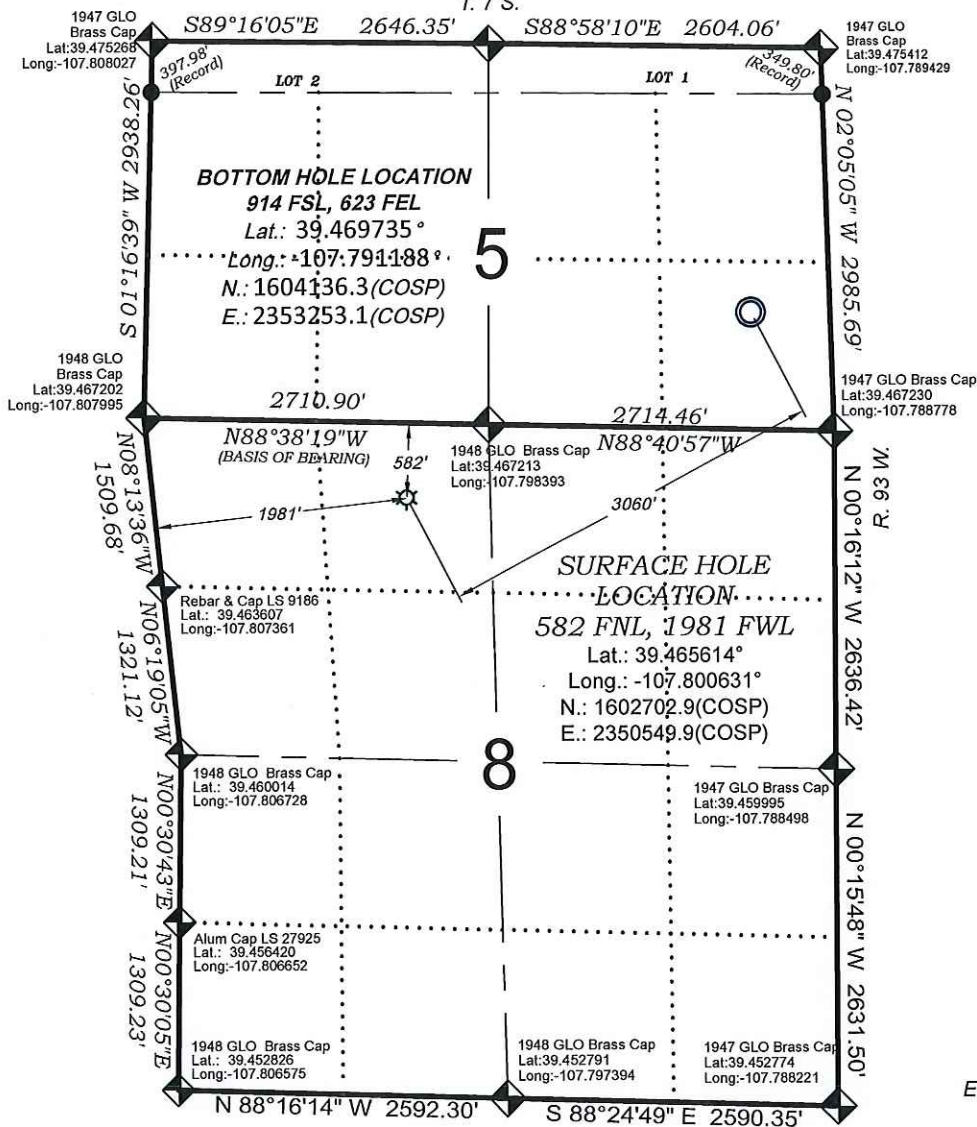 T. 7 S.
1947 GLO
Brass Cap
Lat:39.475268
Long:-107.808027
S89°16'05"E 2646.35'
S88°58'10"E 2604.06'
1947 GLO
Brass Cap
Lat:39.475412
Long:-107.789429
397.98'
(Record)
LOT 2
LOT 1
349.80'
(Record)
S 01°16'39" W 2938.26'
N 02°05'05" W 2985.69'
BOTTOM HOLE LOCATION
914 FSL, 623 FEL
Lat.: 39.469735°
Long.: -107.791188°
N.: 1604136.3(COSP)
E.: 2353253.1(COSP)
5
1948 GLO
Brass Cap
Lat:39.467202
Long:-107.807995
1947 GLO Brass Cap
Lat:39.467230
Long:-107.788778
2710.90'
N88°38'19"W
(BASIS OF BEARING)
2714.46'
N88°40'57"W
1948 GLO Brass Cap
Lat:39.467213
Long:-107.798393
R. 93 W.
582'
1981'
3060'
N08°13'36"W
1509.68'
N 00°16'12" W 2636.42'
SURFACE HOLE
LOCATION
582 FNL, 1981 FWL
Lat.: 39.465614°
Long.: -107.800631°
N.: 1602702.9(COSP)
E.: 2350549.9(COSP)
Rebar & Cap LS 9186
Lat.: 39.463607
Long:-107.807361
N06°19'05"W
1321.12'
8
1948 GLO Brass Cap
Lat.: 39.460014
Long:-107.806728
1947 GLO Brass Cap
Lat:39.459995
Long:-107.788498
N00°30'43"E
1309.21'
N 00°15'48" W 2631.50'
Alum Cap LS 27925
Lat.: 39.456420
Long:-107.806652
N00°30'05"E
1309.23'
1948 GLO Brass Cap
Lat.: 39.452826
Long:-107.806575
1948 GLO Brass Cap
Lat:39.452791
Long:-107.797394
1947 GLO Brass Cap
Lat:39.452774
Long:-107.788221
N 88°16'14" W 2592.30'
S 88°24'49" E 2590.35'
E